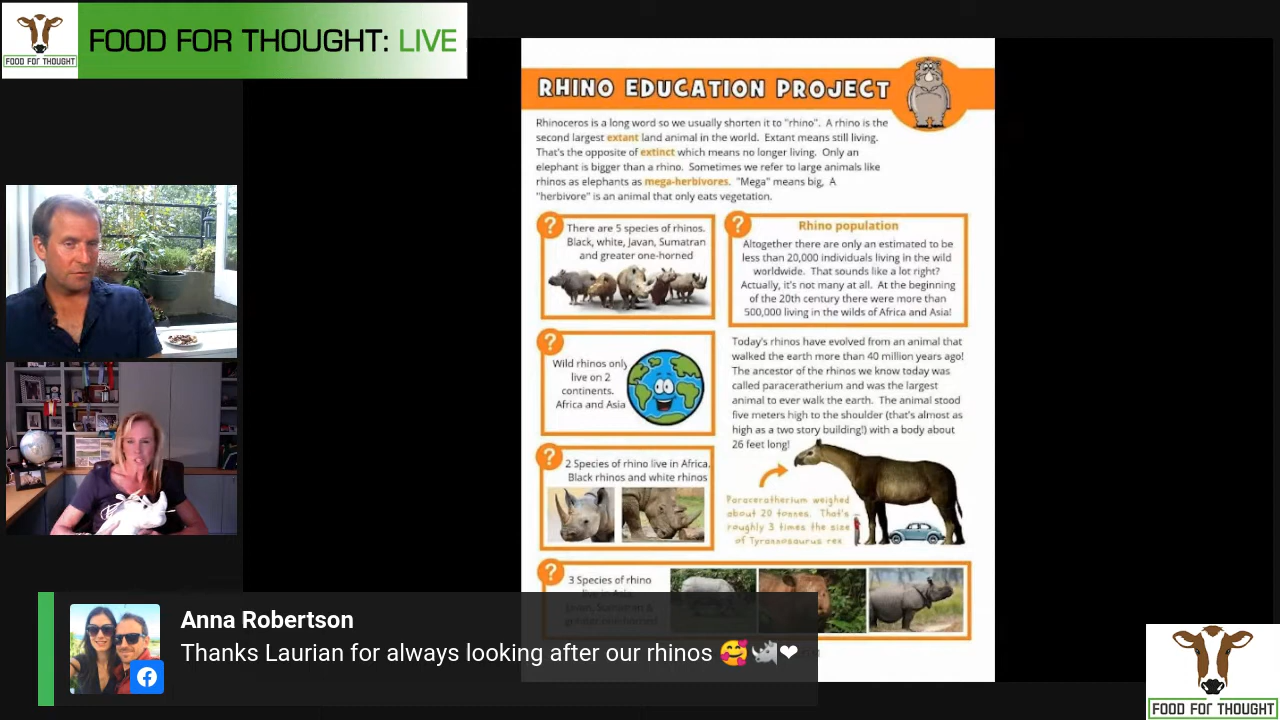 FOOD FOR THOUGHT: LIVE
FOOD FOR THOUGHT
RHINO EDUCATION PROJECT
Rhinoceros is a long word so we usually shorten it to "rhino". A rhino is the
second largest extant land animal in the world. Extant means still living.
That's the opposite of extinct which means no longer living. Only an
elephant is bigger than a rhino. Sometimes we refer to large animals like
rhinos as elephants as mega-herbivores. "Mega" means big, A
"herbivore" is an animal that only eats vegetation.
?
There are 5 species of rhinos.
Black, white, Javan, Sumatran
and greater one-horned
?
Rhino population
Altogether there are only an estimated to be
less than 20,000 individuals living in the wild
worldwide. That sounds like a lot right?
Actually, it's not many at all. At the beginning
of the 20th century there were more than
500,000 living in the wilds of Africa and Asia!
?
Wild rhinos only
live on 2
continents.
Africa and Asia
Today's rhinos have evolved from an animal that
walked the earth more than 40 million years ago!
The ancestor of the rhinos we know today was
called paraceratherium and was the largest
animal to ever walk the earth. The animal stood
five meters high to the shoulder (that's almost as
high as a two story building!) with a body about
26 feet long!
?
2 Species of rhino live in Africa.
Black rhinos and white rhinos
Paraceratherium weighed
about 20 tonnes. That's
roughly 3 times the size
of Tyrannosaurus rex
?
3 Species of rhino
live in Asia.
Javan, Sumatran &
greater one-horned
Anna Robertson
Thanks Laurian for always looking after our rhinos 🥰🦏❤
FOOD FOR THOUGHT